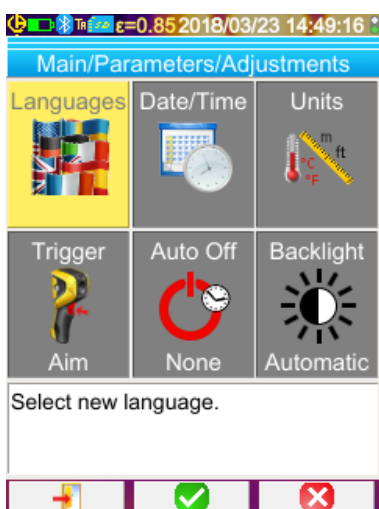 ε=0.85 2018/03/23 14:49:16
Main/Parameters/Adjustments
Languages Date/Time Units
m
ft
°C
°F
Trigger Auto Off Backlight
Aim None Automatic
Select new language.